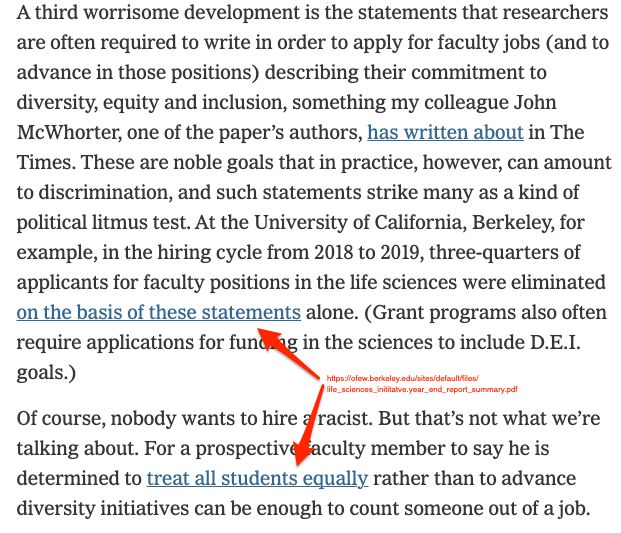 A third worrisome development is the statements that researchers
are often required to write in order to apply for faculty jobs (and to
advance in those positions) describing their commitment to
diversity, equity and inclusion, something my colleague John
McWhorter, one of the paper’s authors, has written about in The
Times. These are noble goals that in practice, however, can amount
to discrimination, and such statements strike many as a kind of
political litmus test. At the University of California, Berkeley, for
example, in the hiring cycle from 2018 to 2019, three-quarters of
applicants for faculty positions in the life sciences were eliminated
on the basis of these statements alone. (Grant programs also often
require applications for funding in the sciences to include D.E.I.
goals.)
https://ofew.berkeley.edu/sites/default/files/
life_sciences_inititatve.year_end_report_summary.pdf
Of course, nobody wants to hire a racist. But that’s not what we’re
talking about. For a prospective faculty member to say he is
determined to treat all students equally rather than to advance
diversity initiatives can be enough to count someone out of a job.